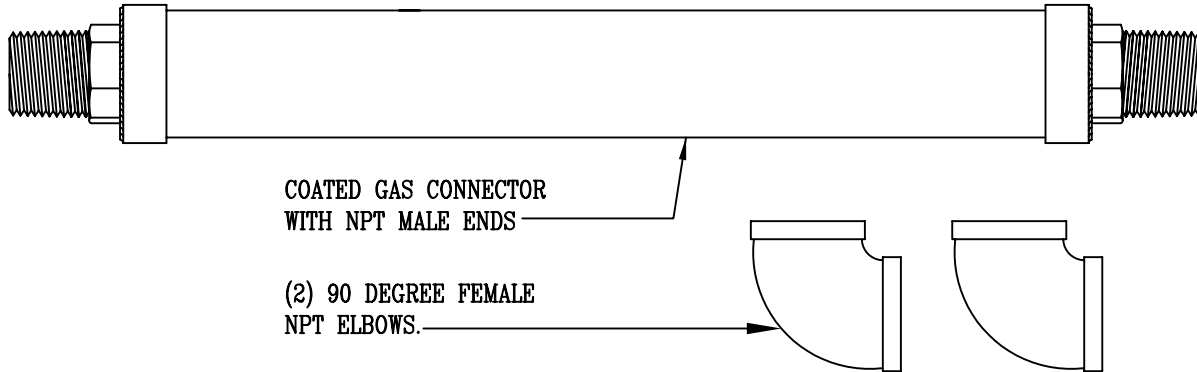 COATED GAS CONNECTOR
WITH NPT MALE ENDS
(2) 90 DEGREE FEMALE
NPT ELBOWS.